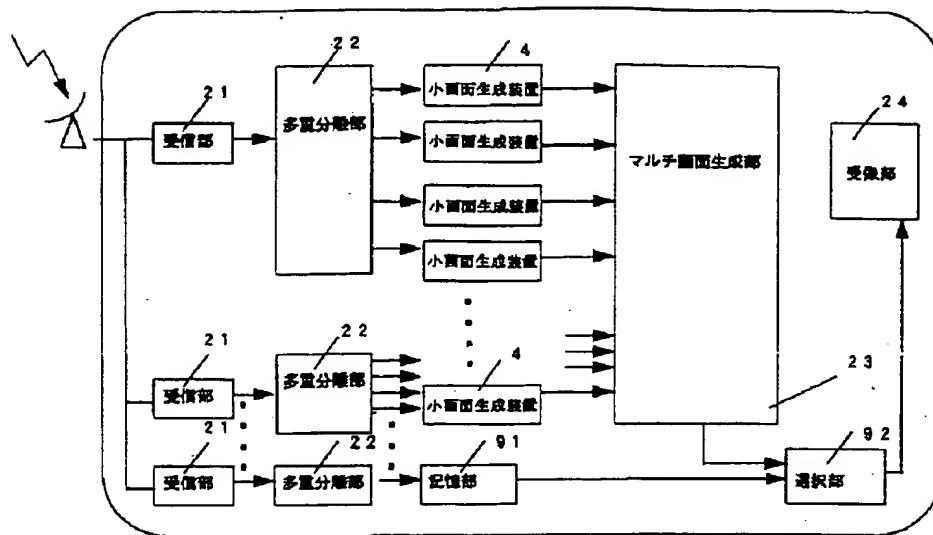 ２２
４
２１
小画面生成装置
２４
多重分離部
受信部
小画面生成装置
マルチ画面生成部
受像部
小画面生成装置
小画面生成装置
２２
２１
４
多重分離部
２３
受信部
小画面生成装置
２１
２２
９１
９２
受信部
多重分離部
記憶部
選択部